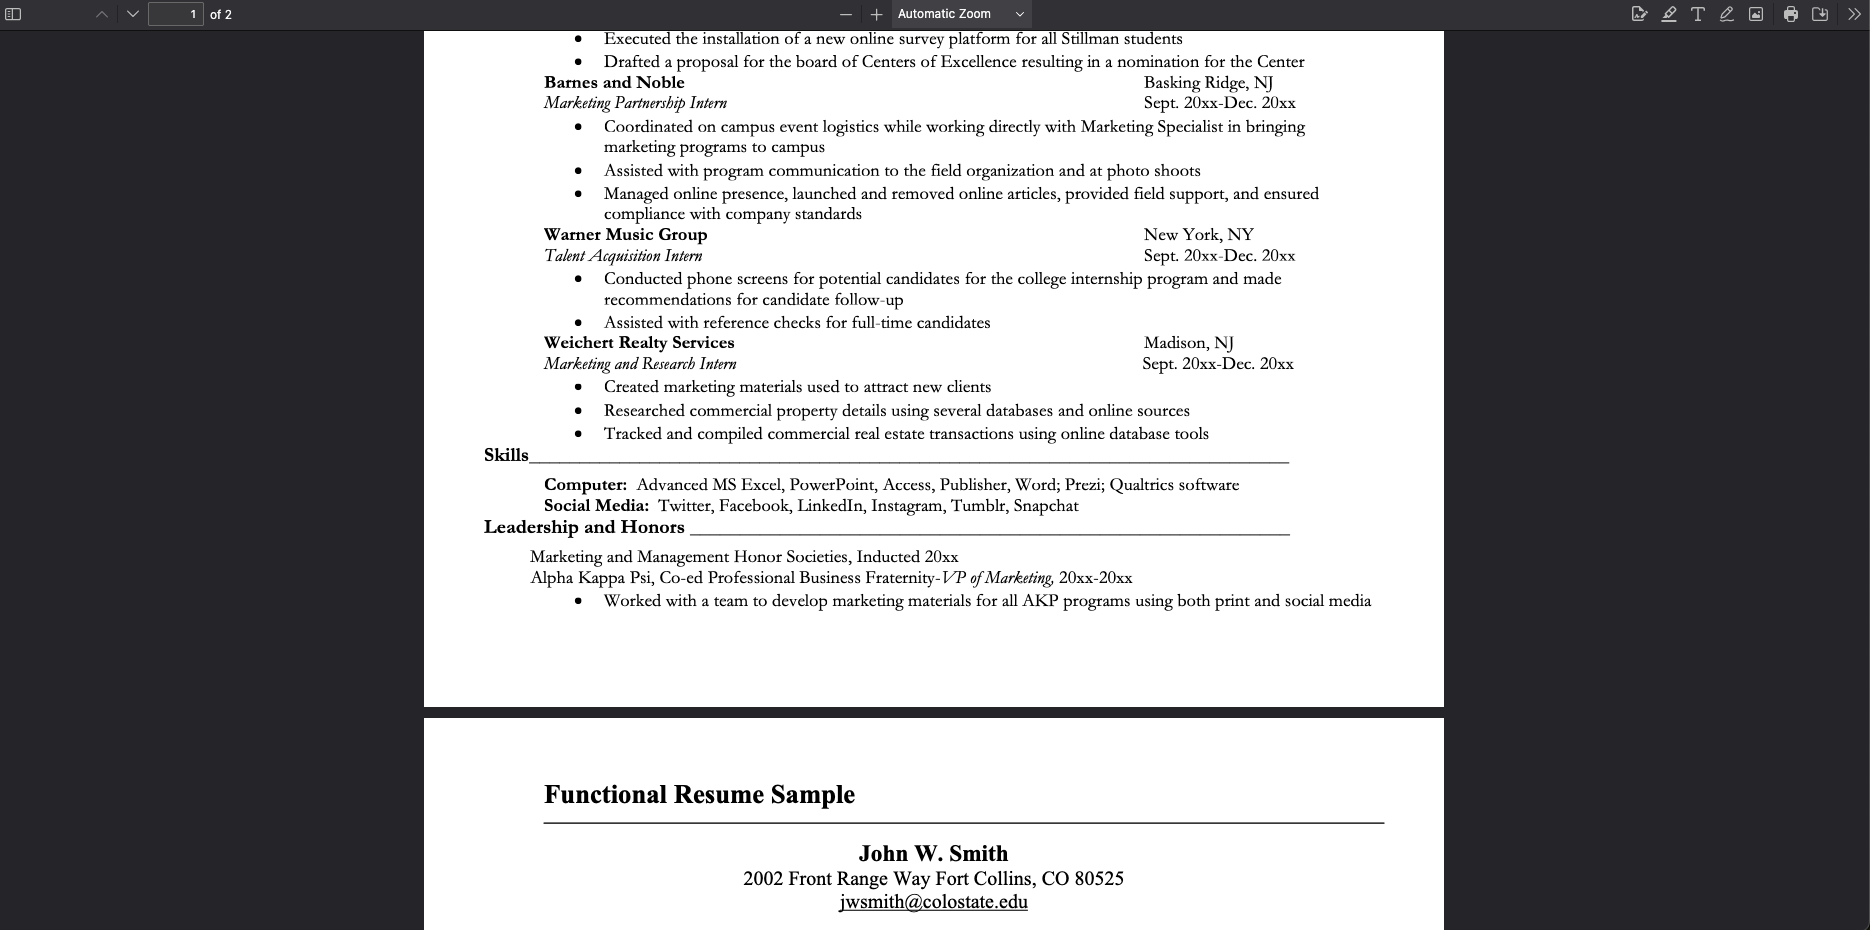 1 of 2
Automatic Zoom
• Executed the installation of a new online survey platform for all Stillman students
• Drafted a proposal for the board of Centers of Excellence resulting in a nomination for the Center
Barnes and Noble Basking Ridge, NJ
Marketing Partnership Intern Sept. 20xx-Dec. 20xx
• Coordinated on campus event logistics while working directly with Marketing Specialist in bringing
marketing programs to campus
• Assisted with program communication to the field organization and at photo shoots
• Managed online presence, launched and removed online articles, provided field support, and ensured
compliance with company standards
Warner Music Group New York, NY
Talent Acquisition Intern Sept. 20xx-Dec. 20xx
• Conducted phone screens for potential candidates for the college internship program and made
recommendations for candidate follow-up
• Assisted with reference checks for full-time candidates
Weichert Realty Services Madison, NJ
Marketing and Research Intern Sept. 20xx-Dec. 20xx
• Created marketing materials used to attract new clients
• Researched commercial property details using several databases and online sources
• Tracked and compiled commercial real estate transactions using online database tools
Skills
Computer: Advanced MS Excel, PowerPoint, Access, Publisher, Word; Prezi; Qualtrics software
Social Media: Twitter, Facebook, LinkedIn, Instagram, Tumblr, Snapchat
Leadership and Honors
Marketing and Management Honor Societies, Inducted 20xx
Alpha Kappa Psi, Co-ed Professional Business Fraternity-VP of Marketing, 20xx-20xx
• Worked with a team to develop marketing materials for all AKP programs using both print and social media
Functional Resume Sample
John W. Smith
2002 Front Range Way Fort Collins, CO 80525
jwsmith@colostate.edu